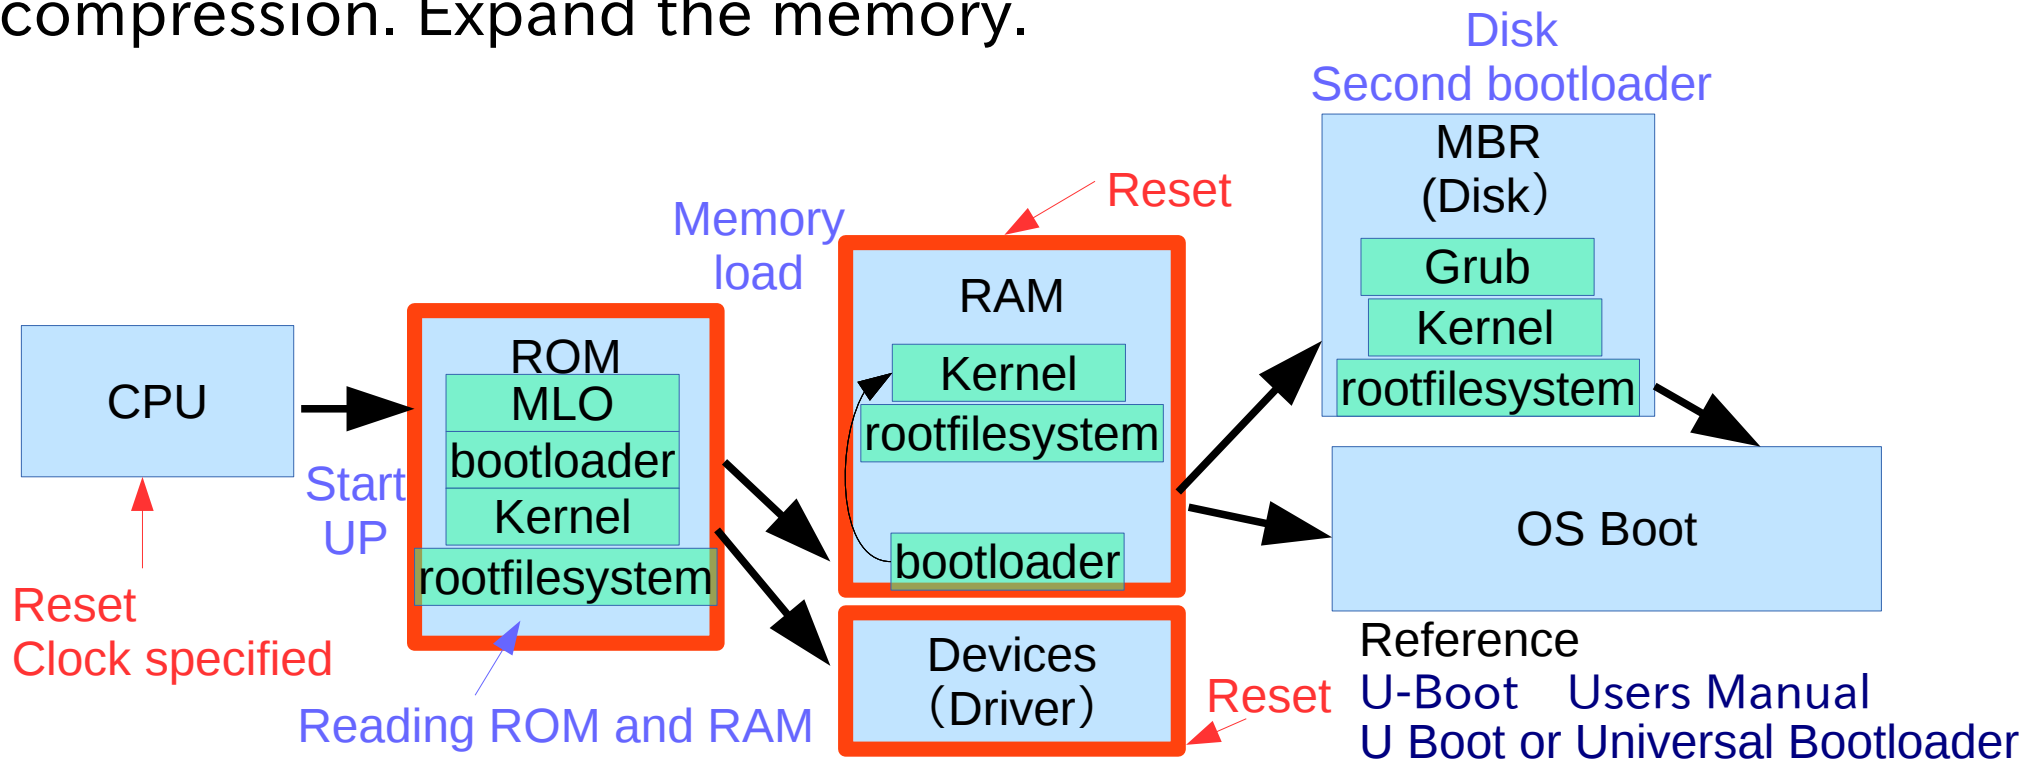 compression. Expand the memory.
Disk
Second bootloader
MBR
(Disk）
Grub
Kernel
rootfilesystem
Reset
Memory
load
RAM
Kernel
rootfilesystem
bootloader
CPU
ROM
MLO
bootloader
Kernel
rootfilesystem
Start
UP
OS Boot
Reset
Clock specified
Reading ROM and RAM
Devices
（Driver）
Reset
Reference
U-Boot　Users Manual
U Boot or Universal Bootloader